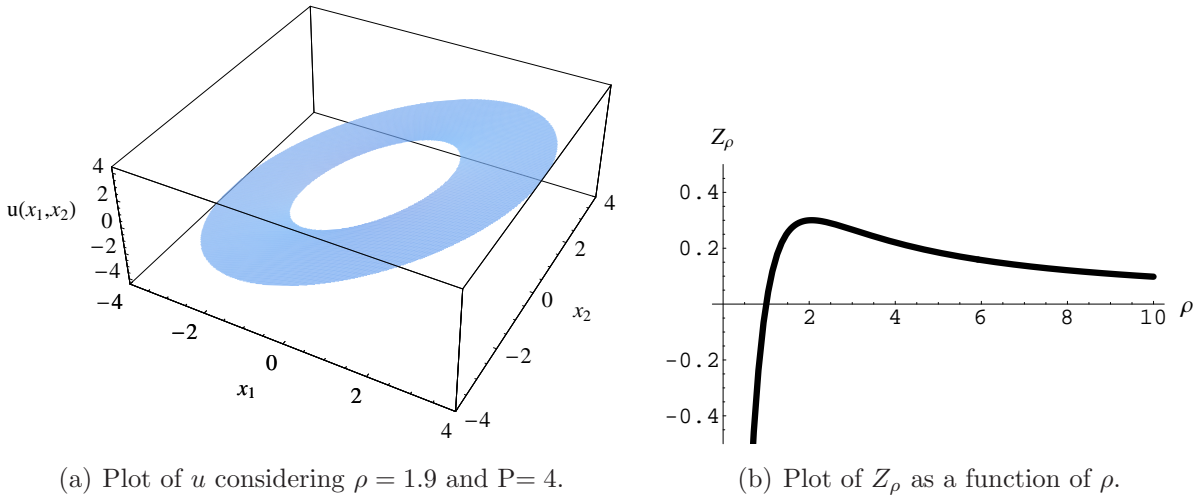 4
2
0
−2
−4
u(x₁,x₂)
−4
−2
0
2
4
x₁
−4
−2
0
2
4
x₂
(a) Plot of u considering ρ = 1.9 and P= 4.
Zρ
0.4
0.2
-0.2
-0.4
2 4 6 8 10 ρ
(b) Plot of Zρ as a function of ρ.